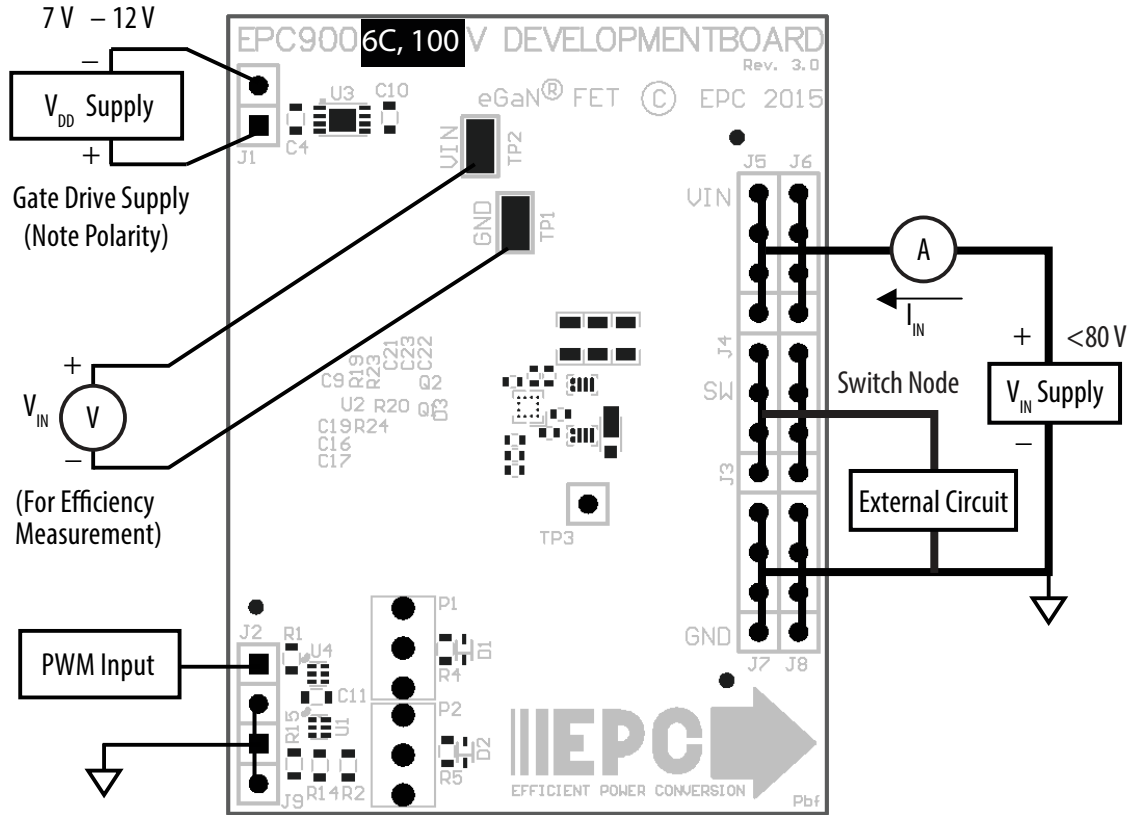 7 V – 12 V
–
V_DD Supply
+
Gate Drive Supply
(Note Polarity)
EPC9006C, 100 V DEVELOPMENTBOARD
Rev. 3.0
eGaN® FET © EPC 2015
J1
C4
U3
C10
VIN
TP2
GND
TP1
J5
J6
VIN
A
I_IN
+
<80 V
V_IN Supply
–
J4
SW
J3
Switch Node
External Circuit
+
V_IN
V
–
(For Efficiency
Measurement)
C9
R19
R23
C21
C23
C22
Q2
U2
R20
Q1
D3
C19
R24
C16
C17
TP3
GND
J7
J8
PWM Input
J2
R1
U4
C11
R15
U1
J9
R14
R2
P1
D1
R4
P2
D2
R5
EPC
EFFICIENT POWER CONVERSION
Pbf